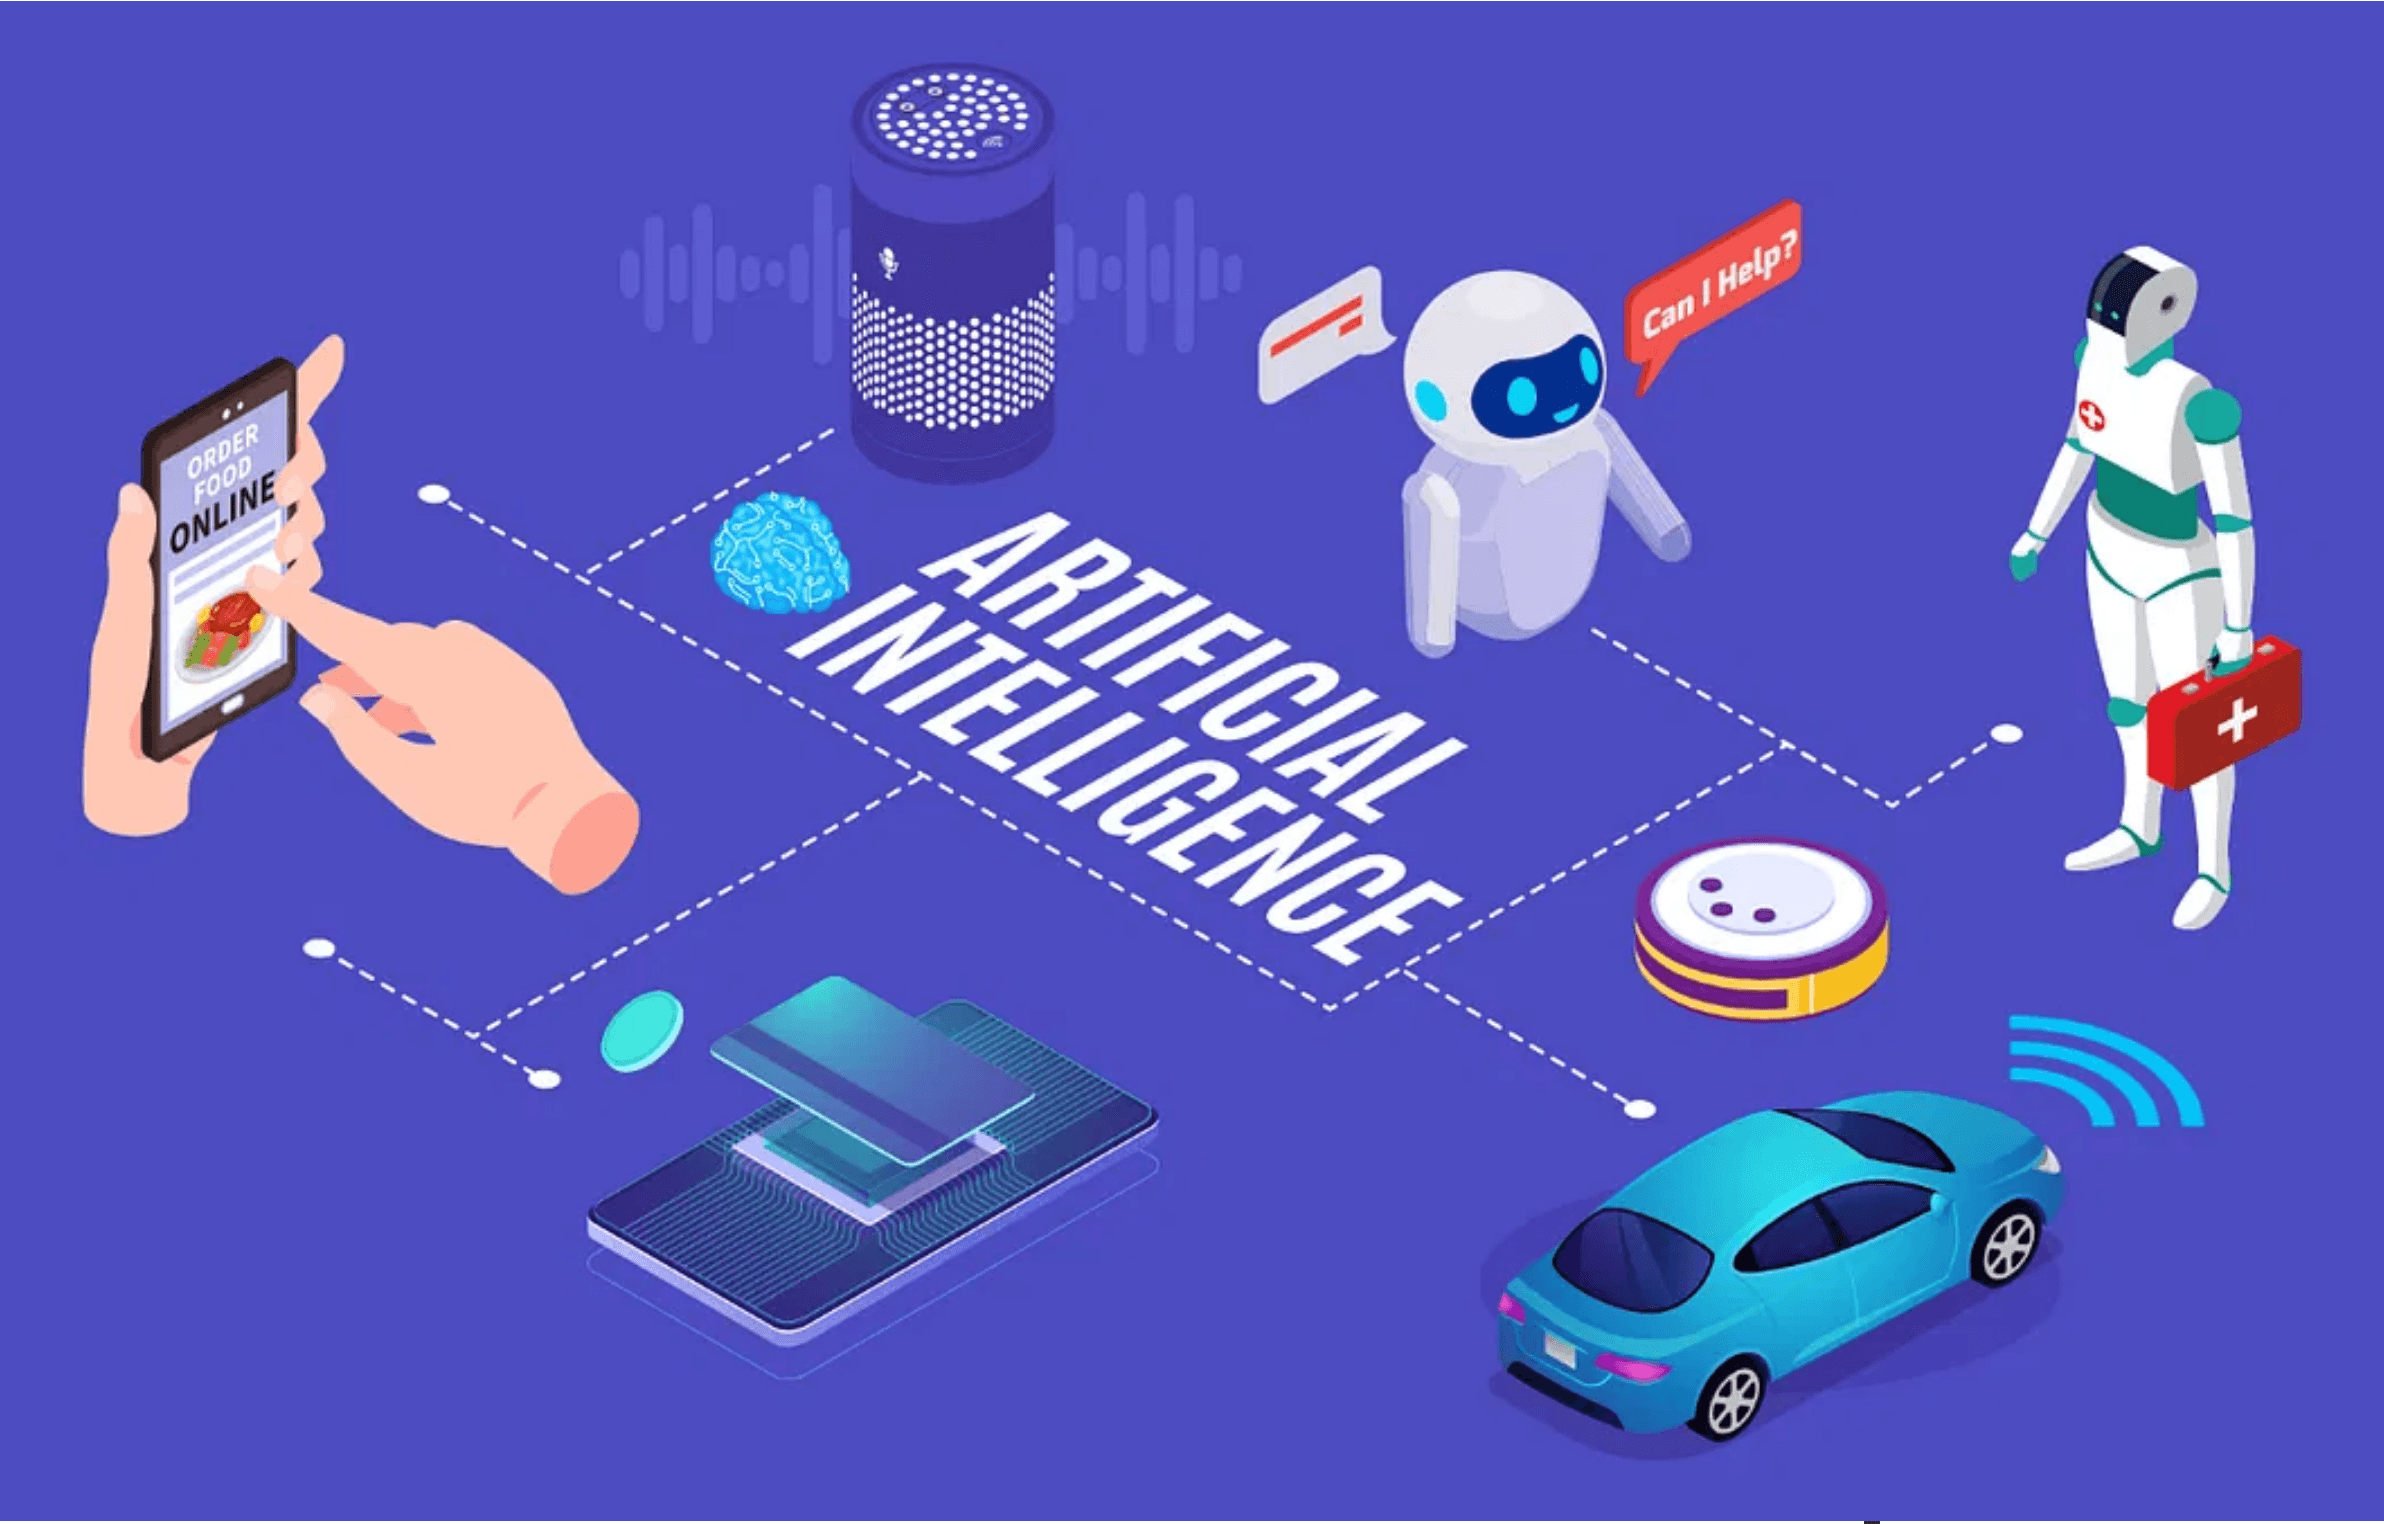 ORDER
FOOD
ONLINE
Can I Help?
ARTIFICIAL
INTELLIGENCE